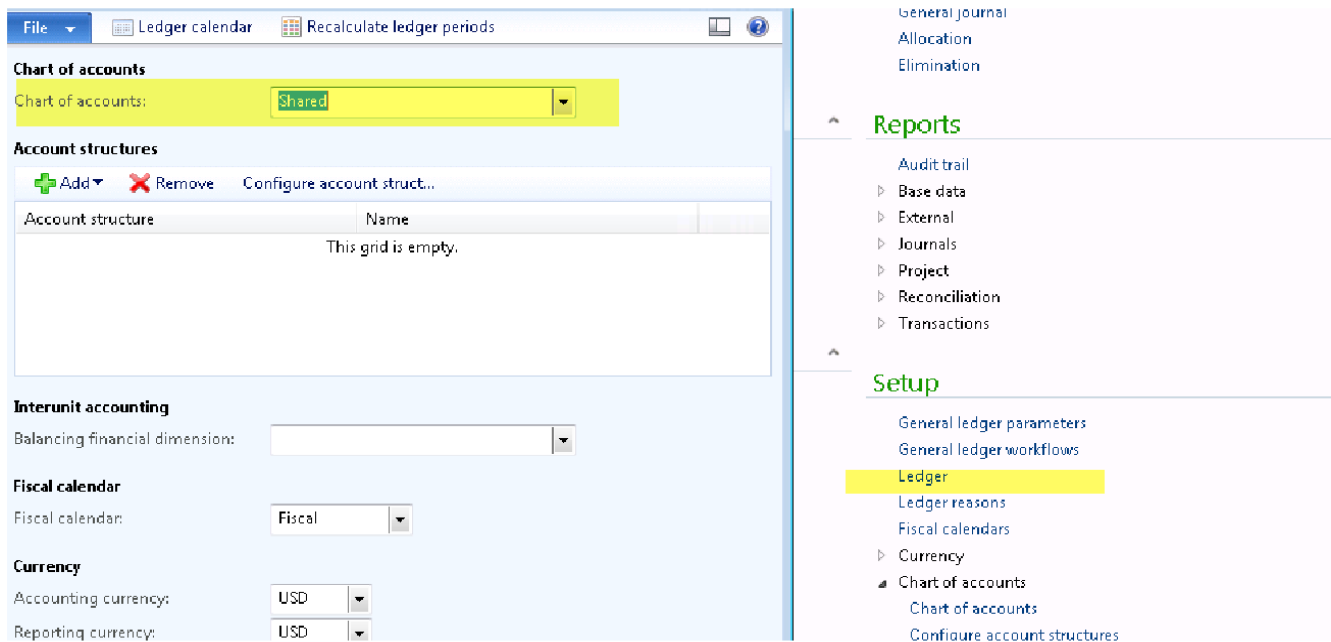 File
Ledger calendar
Recalculate ledger periods
Chart of accounts
Chart of accounts:
Shared
Account structures
Add
Remove
Configure account struct...
Account structure
Name
This grid is empty.
Interunit accounting
Balancing financial dimension:
Fiscal calendar
Fiscal calendar:
Fiscal
Currency
Accounting currency:
USD
Reporting currency:
USD
General journal
Allocation
Elimination
Reports
Audit trail
Base data
External
Journals
Project
Reconciliation
Transactions
Setup
General ledger parameters
General ledger workflows
Ledger
Ledger reasons
Fiscal calendars
Currency
Chart of accounts
Chart of accounts
Configure account structures